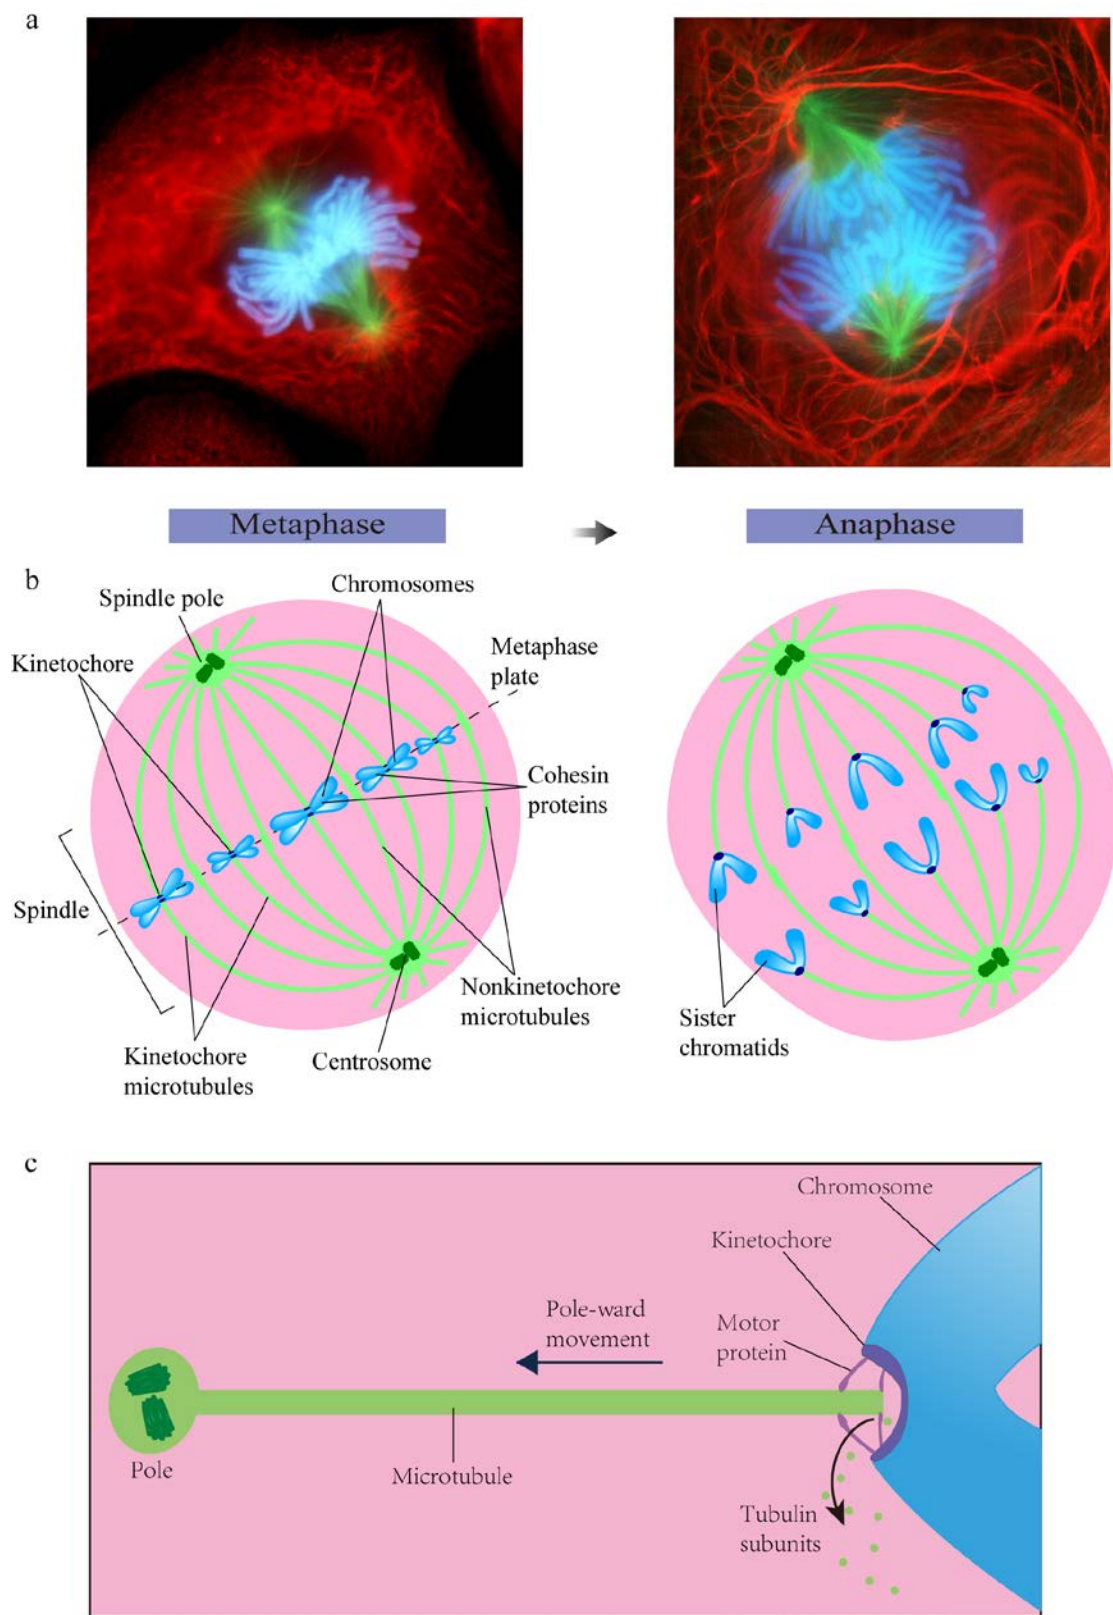 a
Metaphase
Anaphase
b
Spindle pole
Chromosomes
Kinetochore
Metaphase
plate
Cohesin
proteins
Spindle
Nonkinetochore
microtubules
Kinetochore
microtubules
Centrosome
Sister
chromatids
c
Chromosome
Kinetochore
Pole-ward
movement
Motor
protein
Pole
Microtubule
Tubulin
subunits